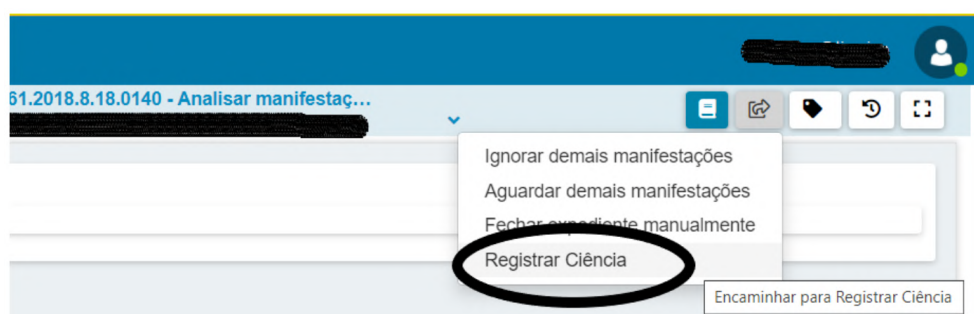 61.2018.8.18.0140 - Analisar manifestaç...
Ignorar demais manifestações
Aguardar demais manifestações
Fechar expediente manualmente
Registrar Ciência
Encaminhar para Registrar Ciência